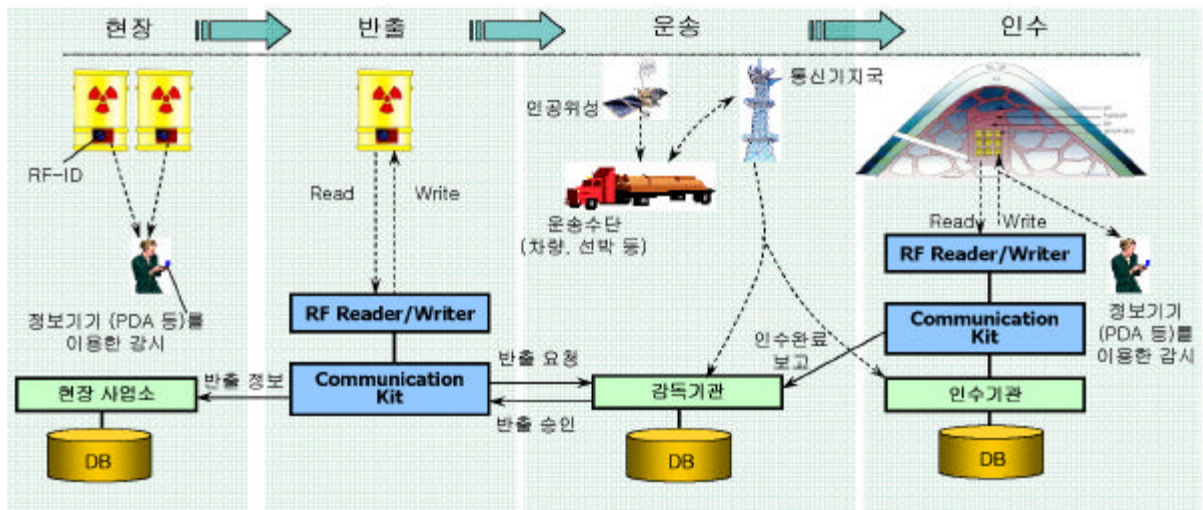 현장
반출
운송
인수
RF-ID
정보기기 (PDA 등)를
이용한 감시
현장 사업소
DB
Read
Write
RF Reader/Writer
Communication
Kit
반출 정보
반출 요청
반출 승인
인공위성
통신기지국
운송수단
(차량, 선박 등)
감독기관
DB
인수완료
보고
Read
Write
RF Reader/Writer
Communication
Kit
정보기기
(PDA 등)를
이용한 감시
인수기관
DB